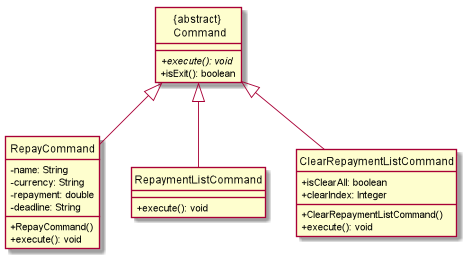 {abstract}
Command
+execute(): void
+isExit(): boolean
RepayCommand
-name: String
-currency: String
-repayment: double
-deadline: String
+RepayCommand()
+execute(): void
RepaymentListCommand
+execute(): void
ClearRepaymentListCommand
+isClearAll: boolean
+clearIndex: Integer
+ClearRepaymentListCommand()
+execute(): void